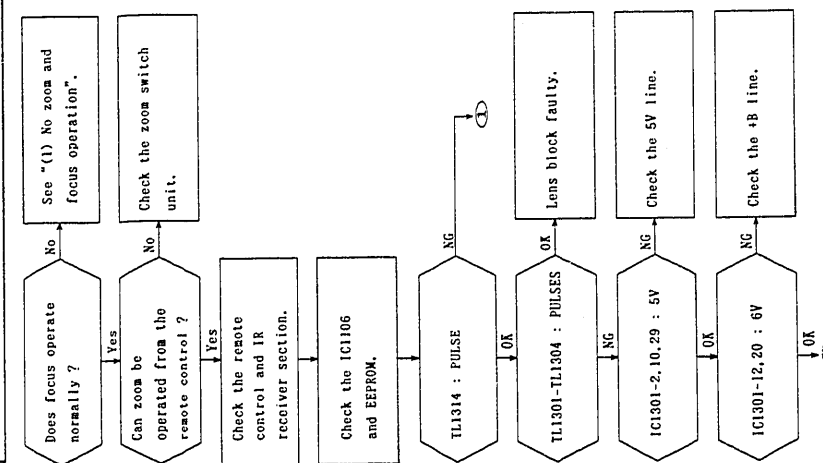 Does focus operate
normally ?
No
See "(1) No zoom and
focus operation".
Yes
Can zoom be
operated from the
remote control ?
No
Check the zoom switch
unit.
Yes
Check the remote
control and IR
receiver section.
Check the IC1106
and EEPROM.
TL1314 : PULSE
NG
1
OK
TL1301-TL1304 : PULSES
OK
Lens block faulty.
NG
IC1301-2,10,29 : 5V
NG
Check the 5V line.
OK
IC1301-12,20 : 6V
NG
Check the +B line.
OK